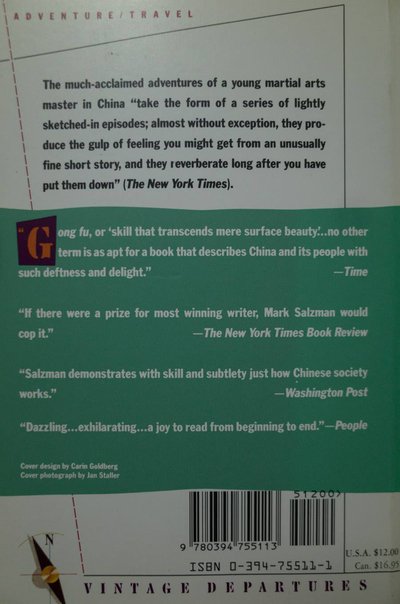 ADVENTURE/TRAVEL
The much-acclaimed adventures of a young martial arts
master in China “take the form of a series of lightly
sketched-in episodes; almost without exception, they pro-
duce the gulp of feeling you might get from an unusually
fine short story, and they reverberate long after you have
put them down” (The New York Times).
“Gong fu, or ‘skill that transcends mere surface beauty.’...no other
term is as apt for a book that describes China and its people with
such deftness and delight.” —Time
“If there were a prize for most winning writer, Mark Salzman would
cop it.” —The New York Times Book Review
“Salzman demonstrates with skill and subtlety just how Chinese society
works.” —Washington Post
“Dazzling...exhilarating...a joy to read from beginning to end.”—People
Cover design by Carin Goldberg
Cover photograph by Jan Staller
51200>
9 780394 755113
ISBN 0-394-75511-1
U.S.A. $12.00
Can. $16.95
N
VINTAGE DEPARTURES